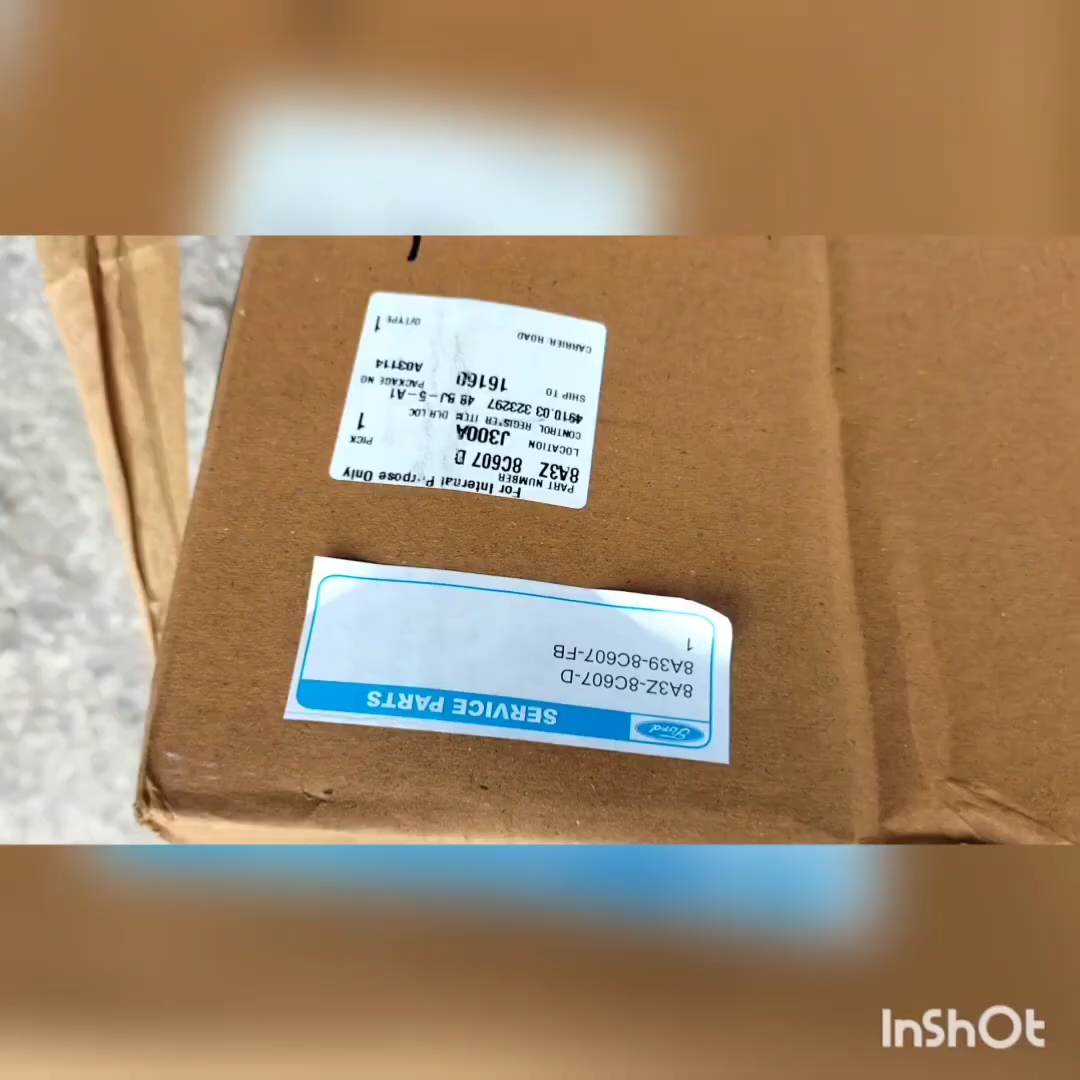 For Internal Purpose Only
PART NUMBER PICK
8A3Z 8C607 D 1
LOCATION J300A
CONTROL REGISTER ITEM DLR LOC
4910.03 323297 48 BJ-5-A1
SHIP TO 16160 PACKAGE NO A03114
CARRIER: ROAD O/TYPE 1
Ford SERVICE PARTS
8A3Z-8C607-D
8A39-8C607-FB
1
InShOt